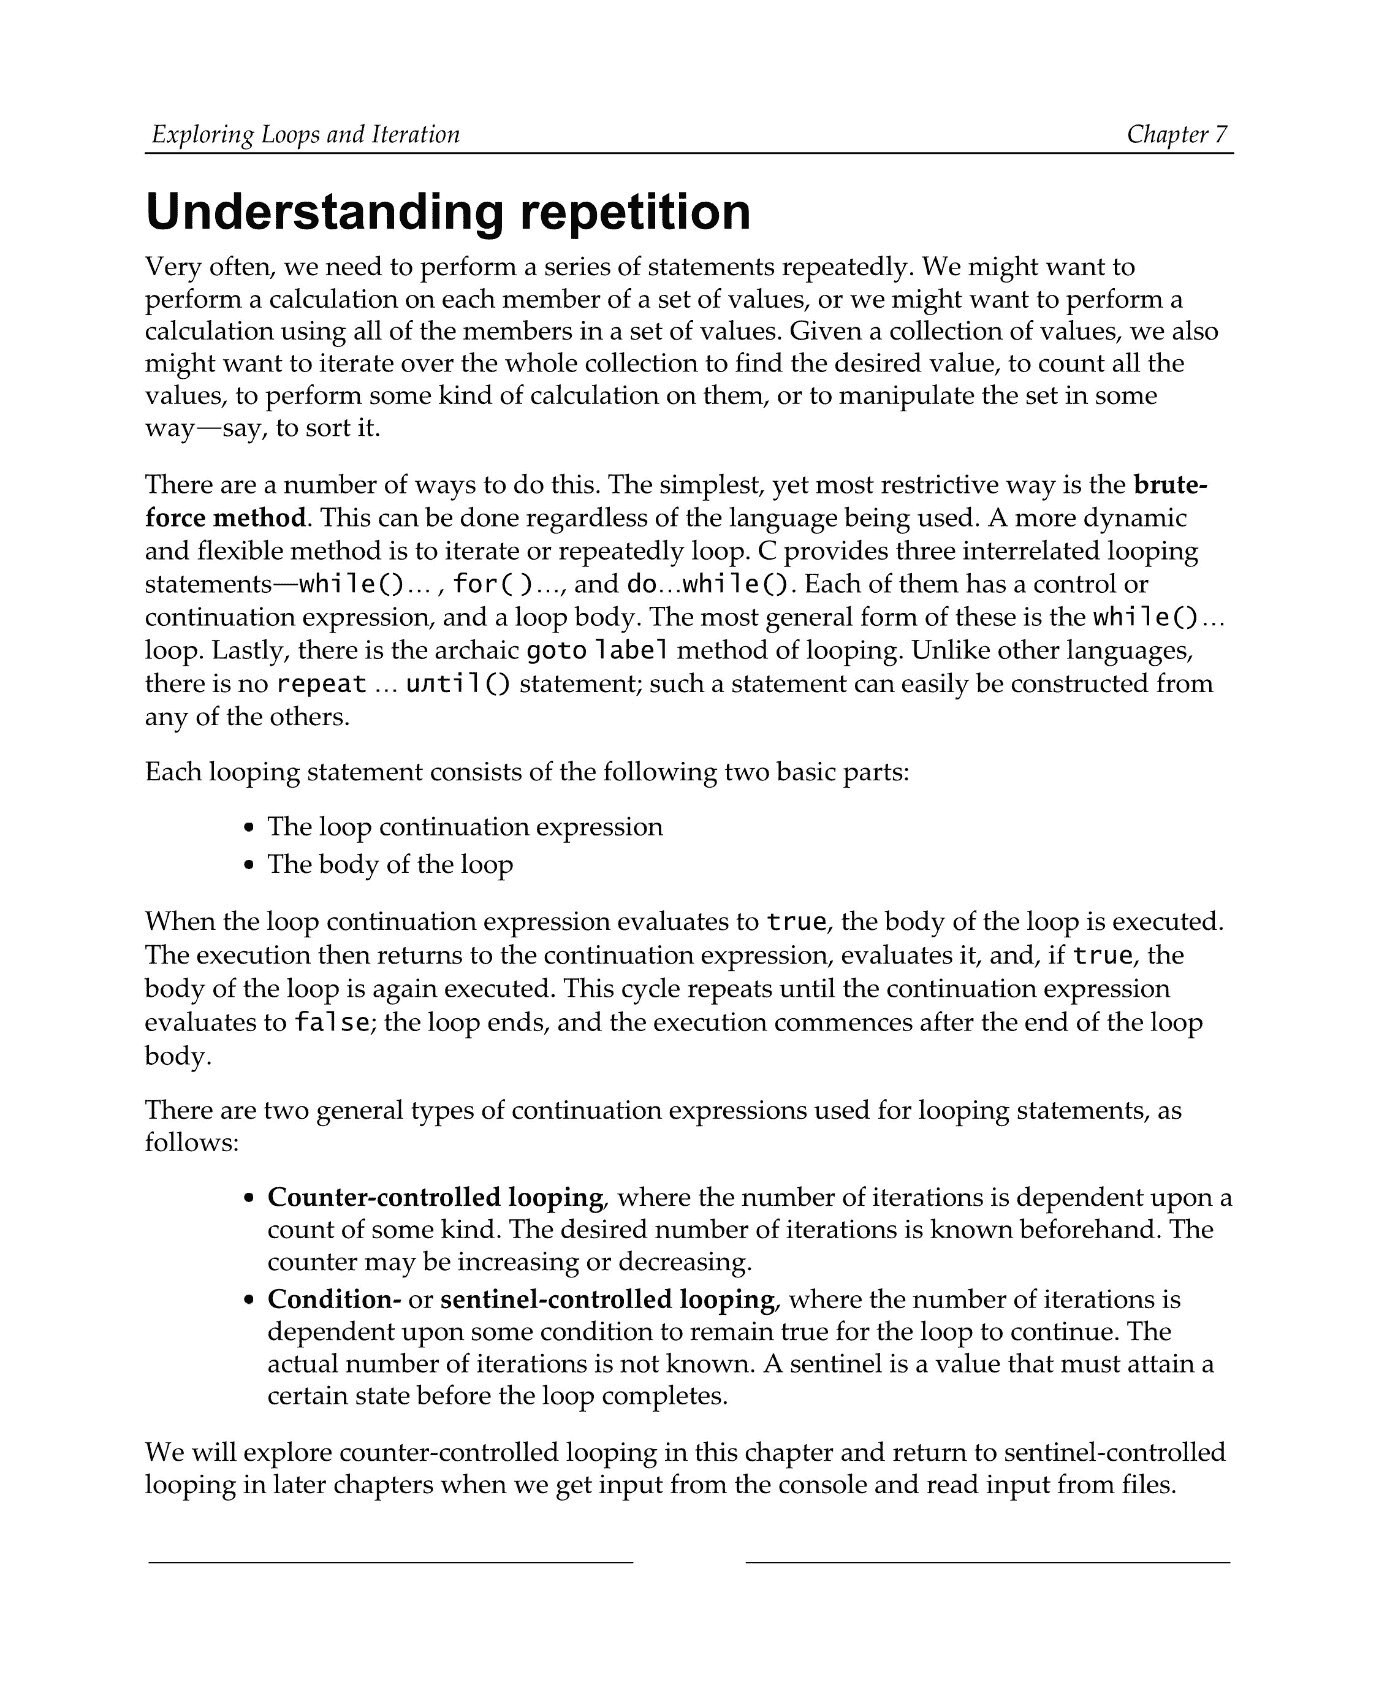 Exploring Loops and Iteration Chapter 7
Understanding repetition
Very often, we need to perform a series of statements repeatedly. We might want to
perform a calculation on each member of a set of values, or we might want to perform a
calculation using all of the members in a set of values. Given a collection of values, we also
might want to iterate over the whole collection to find the desired value, to count all the
values, to perform some kind of calculation on them, or to manipulate the set in some
way—say, to sort it.
There are a number of ways to do this. The simplest, yet most restrictive way is the brute-
force method. This can be done regardless of the language being used. A more dynamic
and flexible method is to iterate or repeatedly loop. C provides three interrelated looping
statements—while()… , for( )…, and do…while(). Each of them has a control or
continuation expression, and a loop body. The most general form of these is the while()…
loop. Lastly, there is the archaic goto label method of looping. Unlike other languages,
there is no repeat … uлtil() statement; such a statement can easily be constructed from
any of the others.
Each looping statement consists of the following two basic parts:
• The loop continuation expression
• The body of the loop
When the loop continuation expression evaluates to true, the body of the loop is executed.
The execution then returns to the continuation expression, evaluates it, and, if true, the
body of the loop is again executed. This cycle repeats until the continuation expression
evaluates to false; the loop ends, and the execution commences after the end of the loop
body.
There are two general types of continuation expressions used for looping statements, as
follows:
• Counter-controlled looping, where the number of iterations is dependent upon a
count of some kind. The desired number of iterations is known beforehand. The
counter may be increasing or decreasing.
• Condition- or sentinel-controlled looping, where the number of iterations is
dependent upon some condition to remain true for the loop to continue. The
actual number of iterations is not known. A sentinel is a value that must attain a
certain state before the loop completes.
We will explore counter-controlled looping in this chapter and return to sentinel-controlled
looping in later chapters when we get input from the console and read input from files.